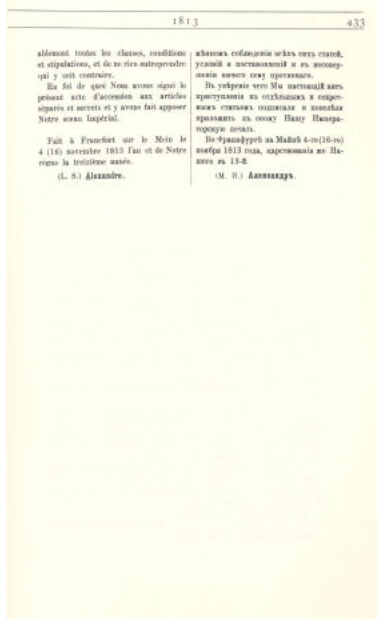 1813
433
ablement toutes les clauses, conditions
et stipulations, et de ne rien entreprendre
qui y soit contraire.
En foi de quoi Nous avons signé le
présent acte d'accession aux articles
séparés et secrets et y avons fait apposer
Notre sceau Impérial.
Fait à Francfort sur le Mein le
4 (16) novembre 1813 l'an et de Notre
règne la treizième année.
(L. S.) Alexandre.
соблюденіи всѣхъ сихъ статей,
условій и постановленій и въ несовер-
шеніи ничего сему противнаго.
Въ увѣреніе чего Мы настоящій актъ
приступленія къ отдѣльнымъ и секрет-
нымъ статьямъ подписали и повелѣли
приложить къ оному Нашу Импера-
торскую печать.
Во Франкфуртѣ на Майнѣ 4-го(16-го)
ноября 1813 года, царствованія же На-
шего въ 13-й.
(М. П.) Александръ.